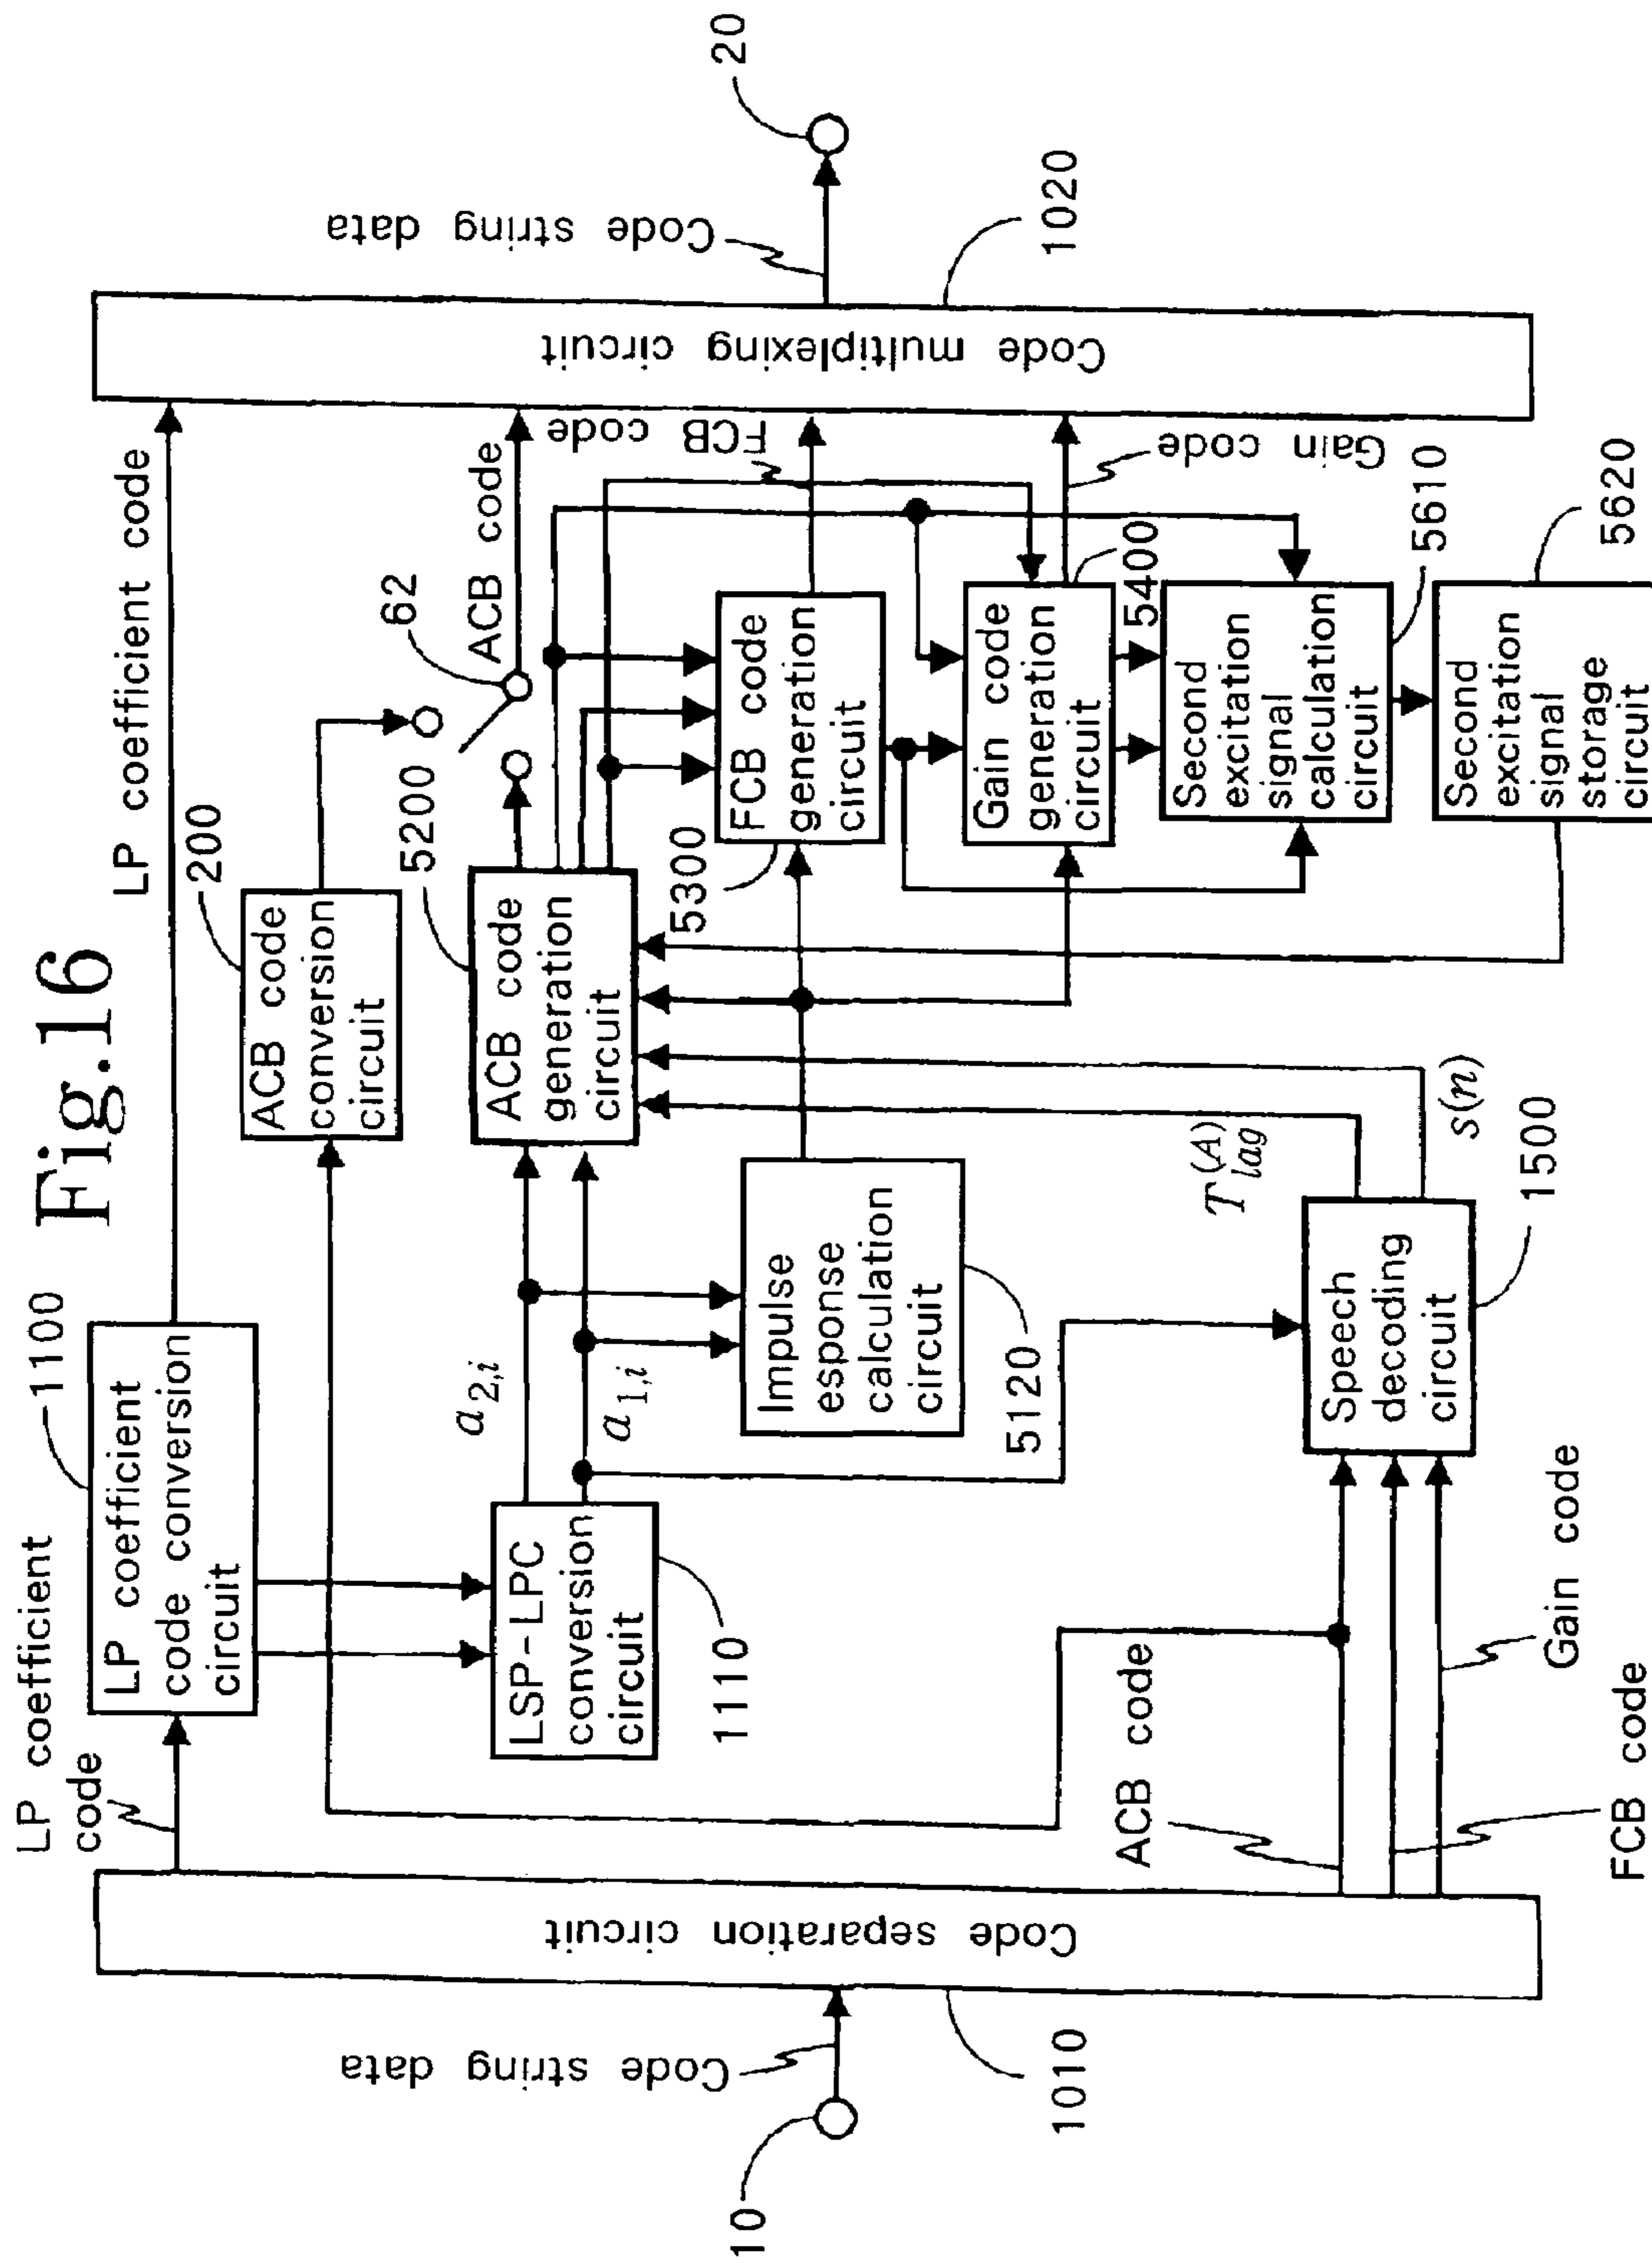 Fig.16
10
Code string data
1010
Code separation circuit
LP coefficient
code
1100
LP coefficient
code conversion
circuit
LP coefficient code
LSP-LPC
conversion
circuit
1110
a2,i
a1,i
Impulse
esponse
calculation
circuit
5120
ACB code
FCB code
Gain code
Speech
decoding
circuit
1500
T(A)lag
s(n)
200
ACB code
conversion
circuit
5200
ACB code
generation
circuit
62
ACB code
5300
FCB code
generation
circuit
FCB code
Gain code
generation
circuit
5400
Gain code
Second
excitation
signal
calculation
circuit
5610
Second
excitation
signal
storage
circuit
5620
Code multiplexing circuit
1020
Code string data
20